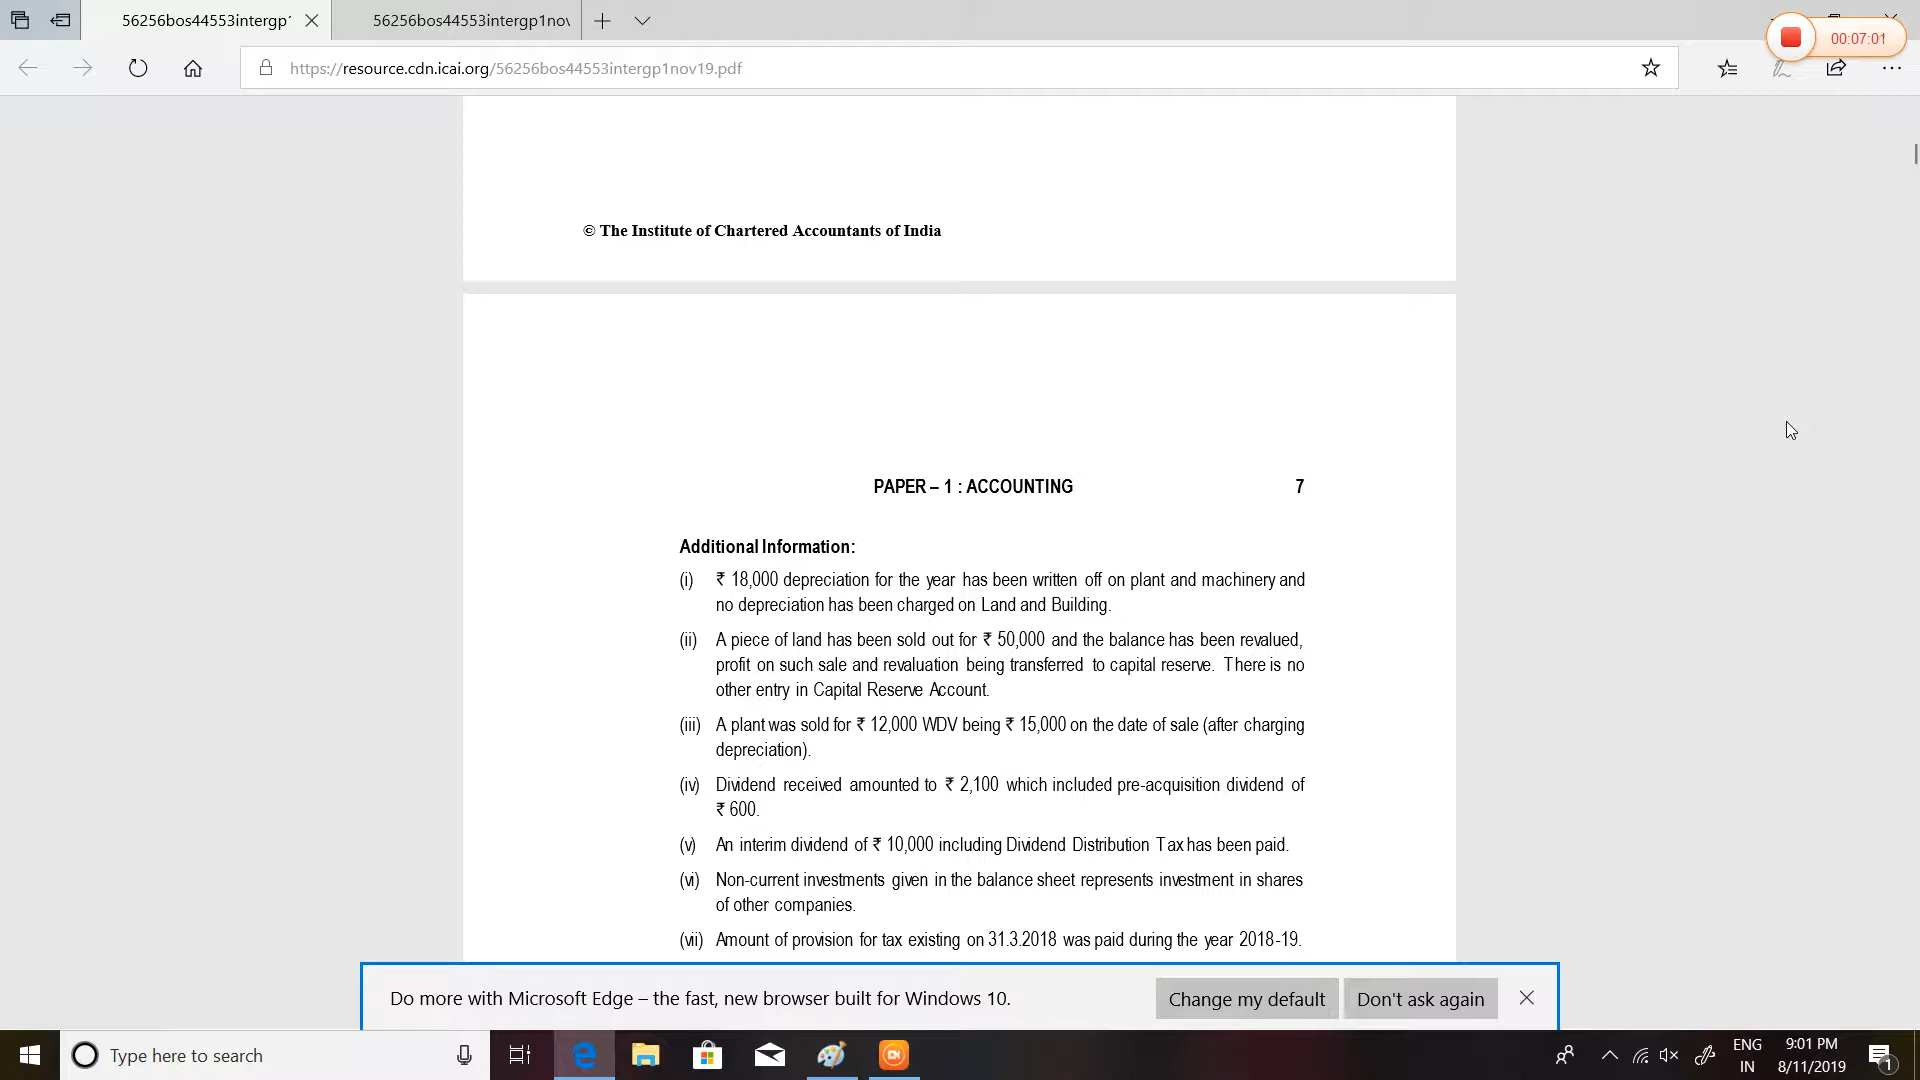 56256bos44553intergp1
56256bos44553intergp1nov
00:07:01
https://resource.cdn.icai.org/56256bos44553intergp1nov19.pdf
© The Institute of Chartered Accountants of India
PAPER – 1 : ACCOUNTING 7
Additional Information:
(i) ₹ 18,000 depreciation for the year has been written off on plant and machinery and
no depreciation has been charged on Land and Building.
(ii) A piece of land has been sold out for ₹ 50,000 and the balance has been revalued,
profit on such sale and revaluation being transferred to capital reserve. There is no
other entry in Capital Reserve Account.
(iii) A plant was sold for ₹ 12,000 WDV being ₹ 15,000 on the date of sale (after charging
depreciation).
(iv) Dividend received amounted to ₹ 2,100 which included pre-acquisition dividend of
₹ 600.
(v) An interim dividend of ₹ 10,000 including Dividend Distribution Tax has been paid.
(vi) Non-current investments given in the balance sheet represents investment in shares
of other companies.
(vii) Amount of provision for tax existing on 31.3.2018 was paid during the year 2018-19.
Do more with Microsoft Edge – the fast, new browser built for Windows 10.
Change my default
Don't ask again
Type here to search
ENG
IN
9:01 PM
8/11/2019
1